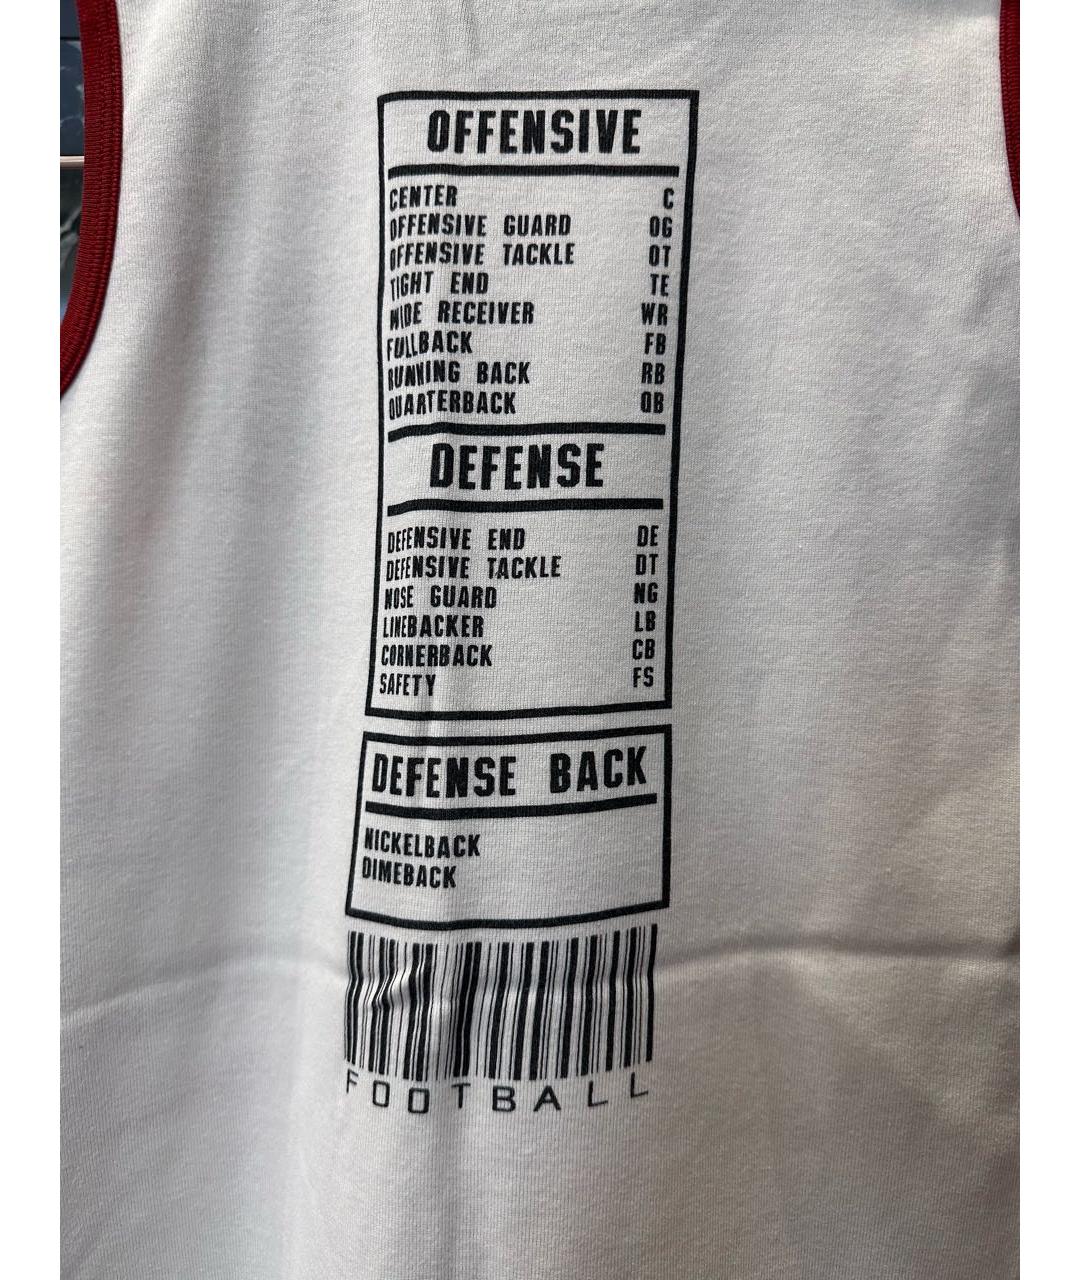 OFFENSIVE
CENTER C
OFFENSIVE GUARD OG
OFFENSIVE TACKLE OT
TIGHT END TE
WIDE RECEIVER WR
FULLBACK FB
RUNNING BACK RB
QUARTERBACK QB
DEFENSE
DEFENSIVE END DE
DEFENSIVE TACKLE DT
NOSE GUARD NG
LINEBACKER LB
CORNERBACK CB
SAFETY FS
DEFENSE BACK
NICKELBACK
DIMEBACK
FOOTBALL